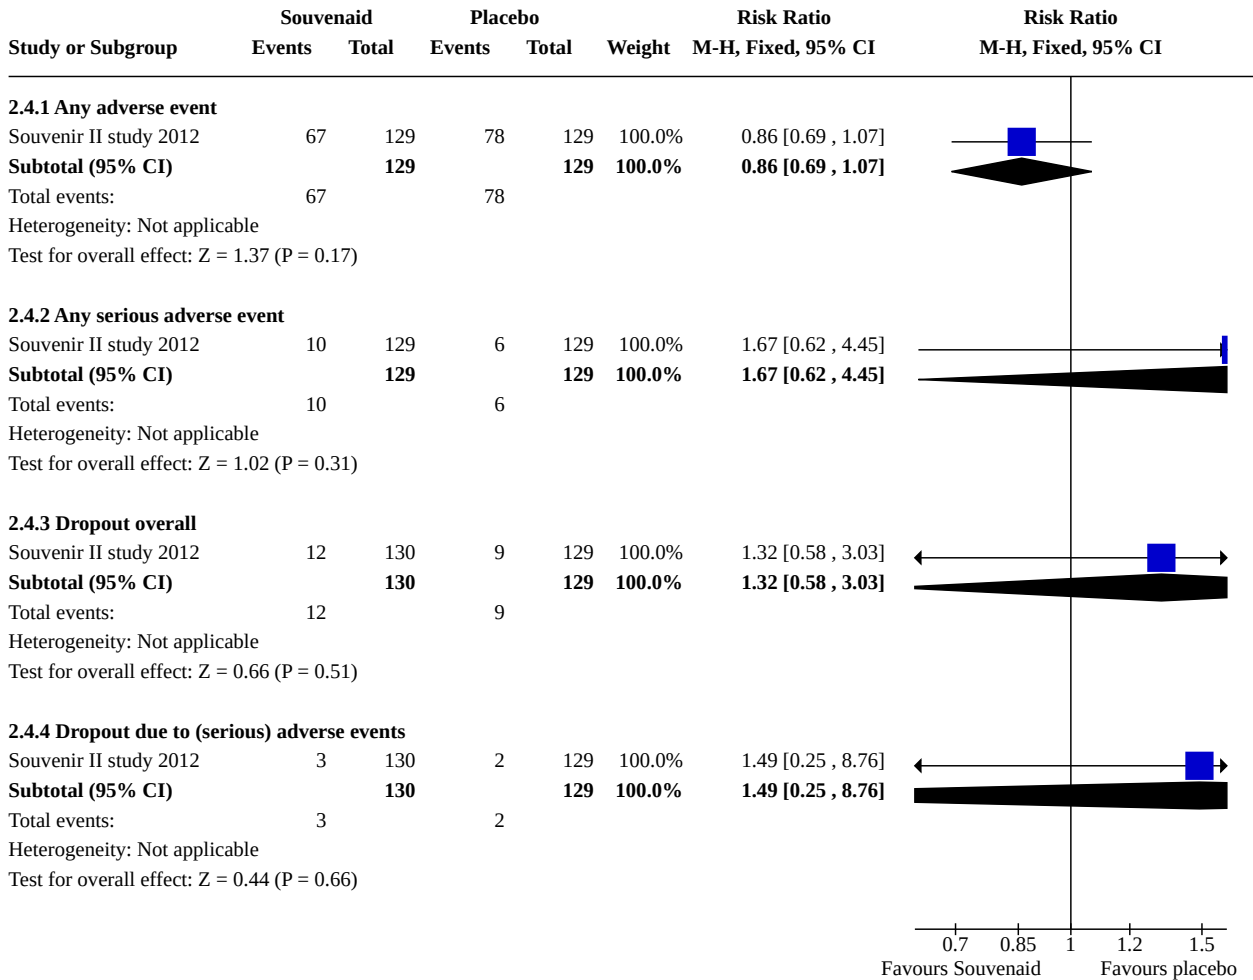 Souvenaid Placebo Risk Ratio Risk Ratio
Study or Subgroup Events Total Events Total Weight M-H, Fixed, 95% CI M-H, Fixed, 95% CI
2.4.1 Any adverse event
Souvenir II study 2012 67 129 78 129 100.0% 0.86 [0.69 , 1.07]
Subtotal (95% CI) 129 129 100.0% 0.86 [0.69 , 1.07]
Total events: 67 78
Heterogeneity: Not applicable
Test for overall effect: Z = 1.37 (P = 0.17)
2.4.2 Any serious adverse event
Souvenir II study 2012 10 129 6 129 100.0% 1.67 [0.62 , 4.45]
Subtotal (95% CI) 129 129 100.0% 1.67 [0.62 , 4.45]
Total events: 10 6
Heterogeneity: Not applicable
Test for overall effect: Z = 1.02 (P = 0.31)
2.4.3 Dropout overall
Souvenir II study 2012 12 130 9 129 100.0% 1.32 [0.58 , 3.03]
Subtotal (95% CI) 130 129 100.0% 1.32 [0.58 , 3.03]
Total events: 12 9
Heterogeneity: Not applicable
Test for overall effect: Z = 0.66 (P = 0.51)
2.4.4 Dropout due to (serious) adverse events
Souvenir II study 2012 3 130 2 129 100.0% 1.49 [0.25 , 8.76]
Subtotal (95% CI) 130 129 100.0% 1.49 [0.25 , 8.76]
Total events: 3 2
Heterogeneity: Not applicable
Test for overall effect: Z = 0.44 (P = 0.66)
0.7 0.85 1 1.2 1.5
Favours Souvenaid Favours placebo